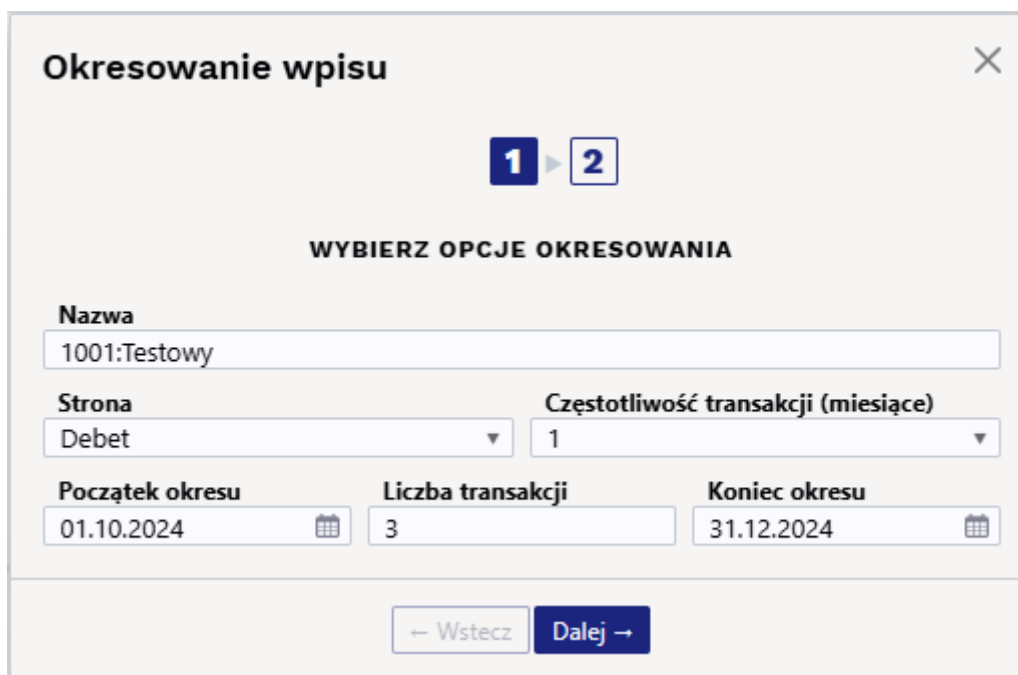 Okresowanie wpisu
1 2
WYBIERZ OPCJE OKRESOWANIA
Nazwa
1001:Testowy
Strona Częstotliwość transakcji (miesiące)
Debet 1
Początek okresu Liczba transakcji Koniec okresu
01.10.2024 3 31.12.2024
← Wstecz Dalej →